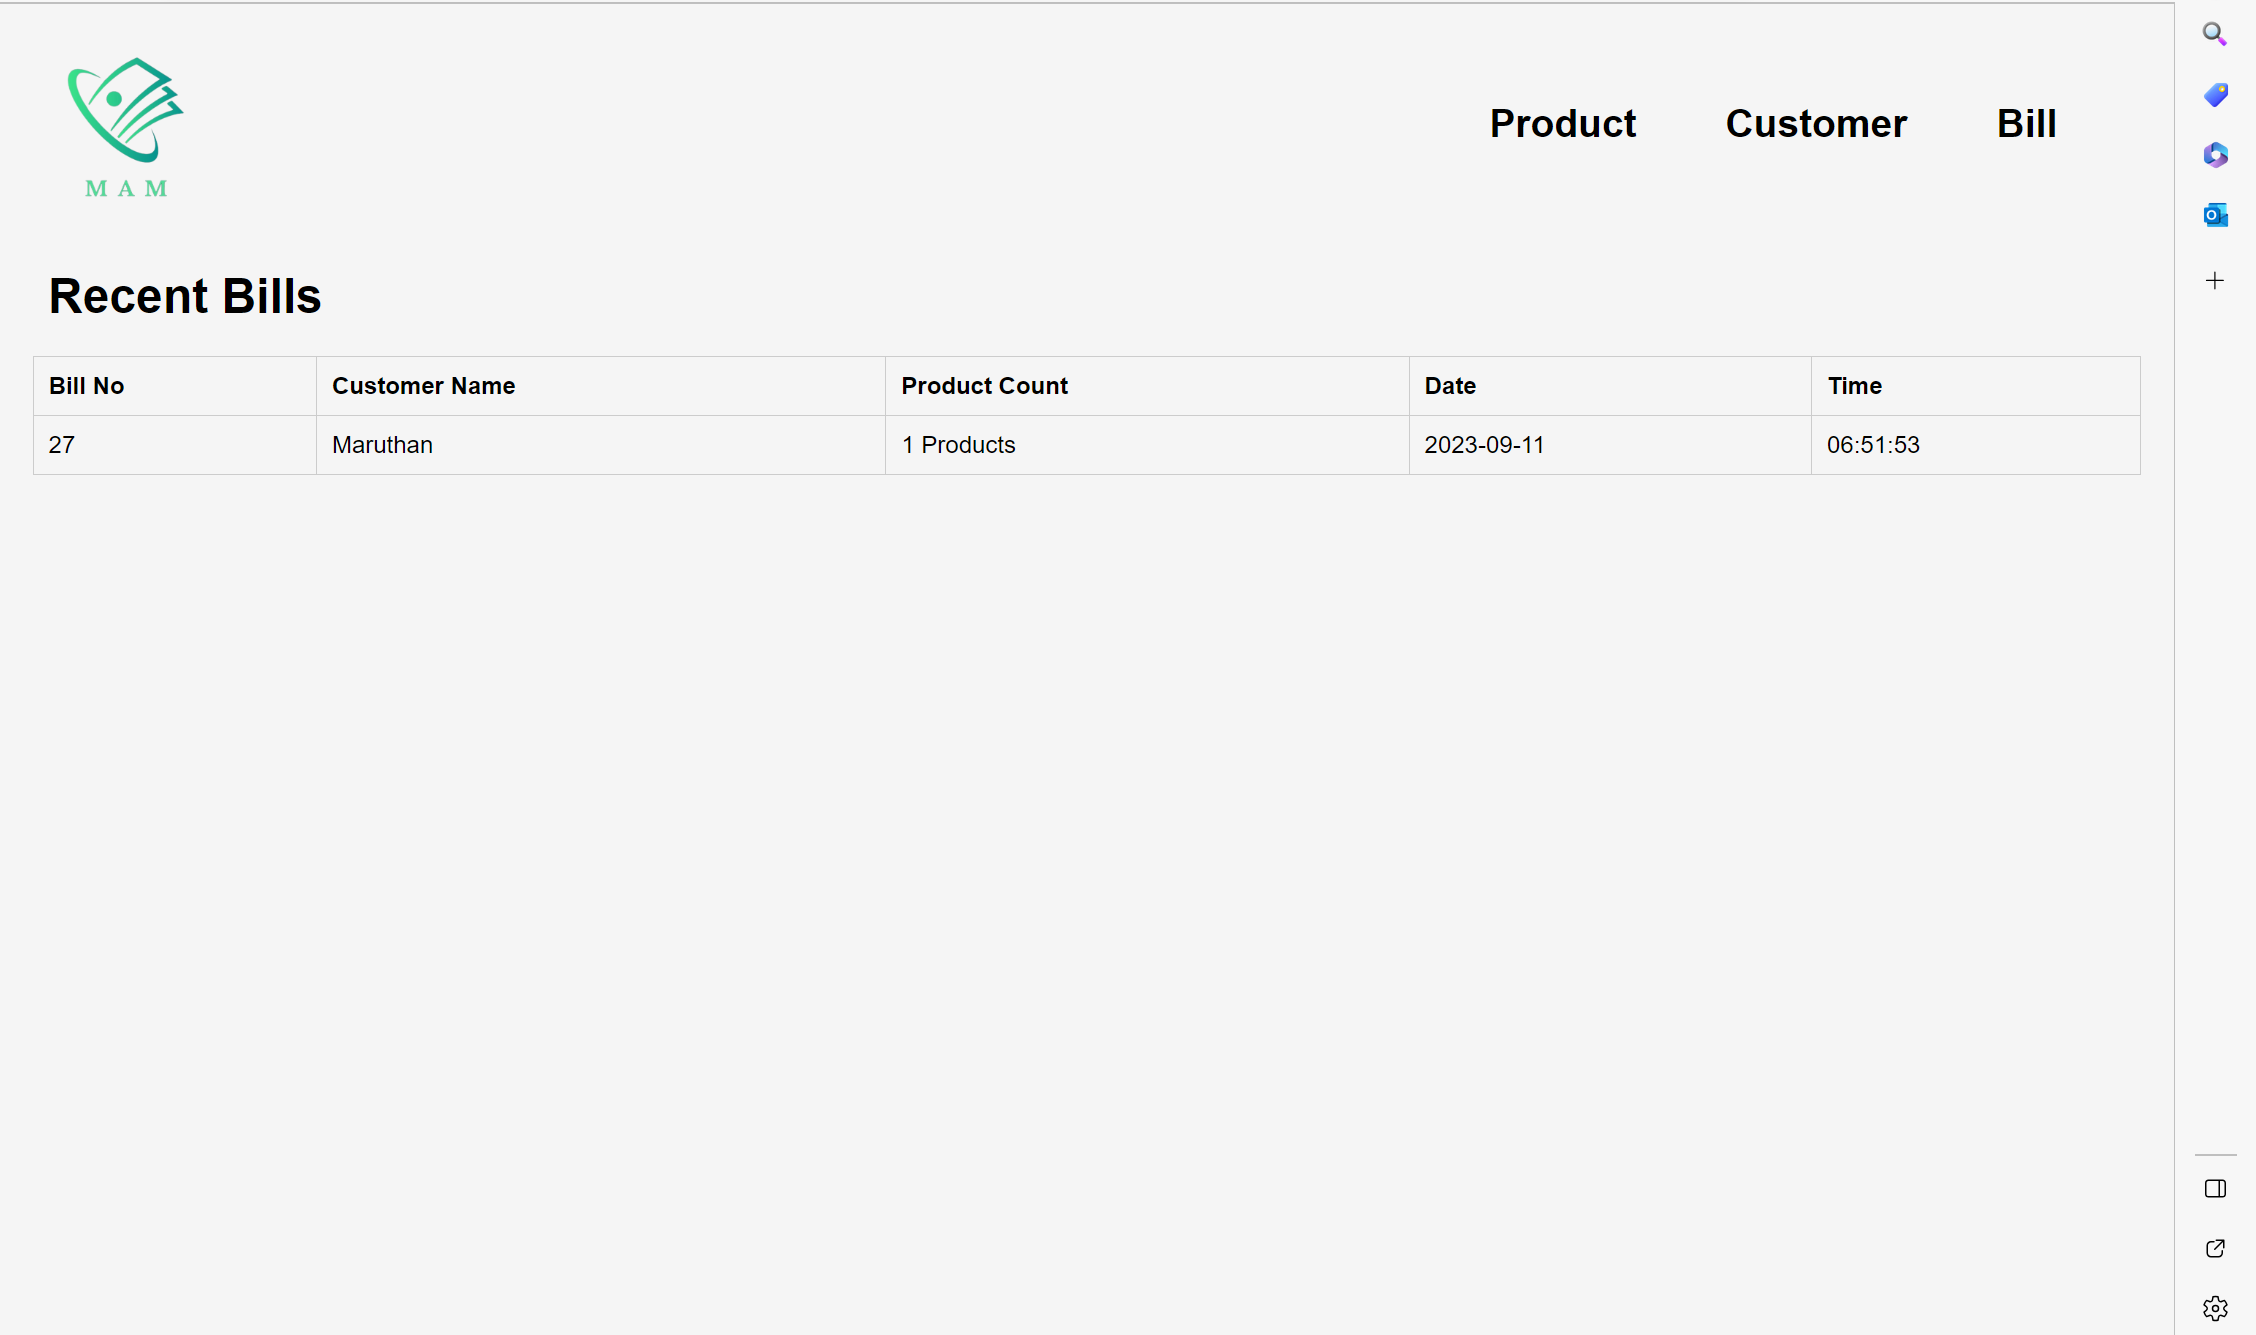 MAM
Product Customer Bill
Recent Bills
Bill No Customer Name Product Count Date Time
27 Maruthan 1 Products 2023-09-11 06:51:53